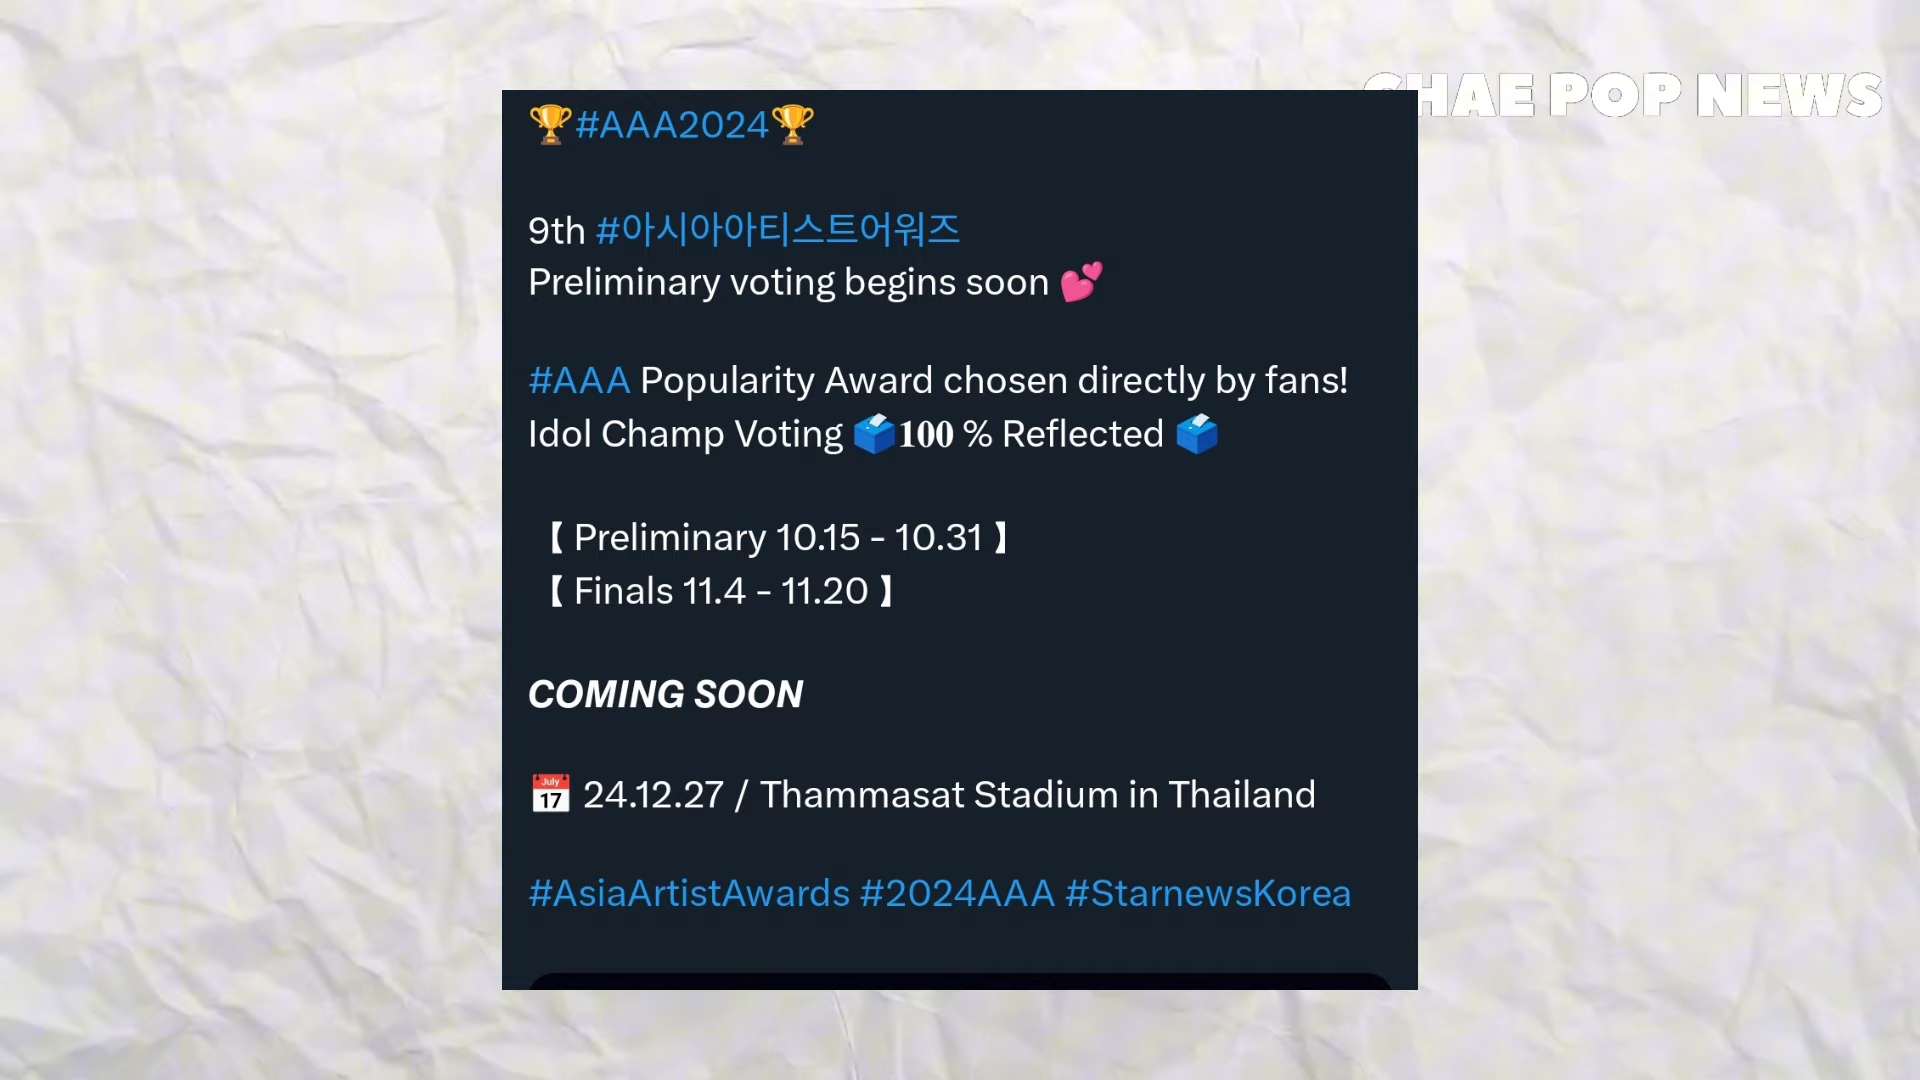 CHAE POP NEWS
🏆#AAA2024🏆
9th #아시아아티스트어워즈
Preliminary voting begins soon 💕
#AAA Popularity Award chosen directly by fans!
Idol Champ Voting 🗳️𝟏𝟎𝟎 % Reflected 🗳️
【 Preliminary 10.15 - 10.31 】
【 Finals 11.4 - 11.20 】
COMING SOON
📅 24.12.27 / Thammasat Stadium in Thailand
#AsiaArtistAwards #2024AAA #StarnewsKorea